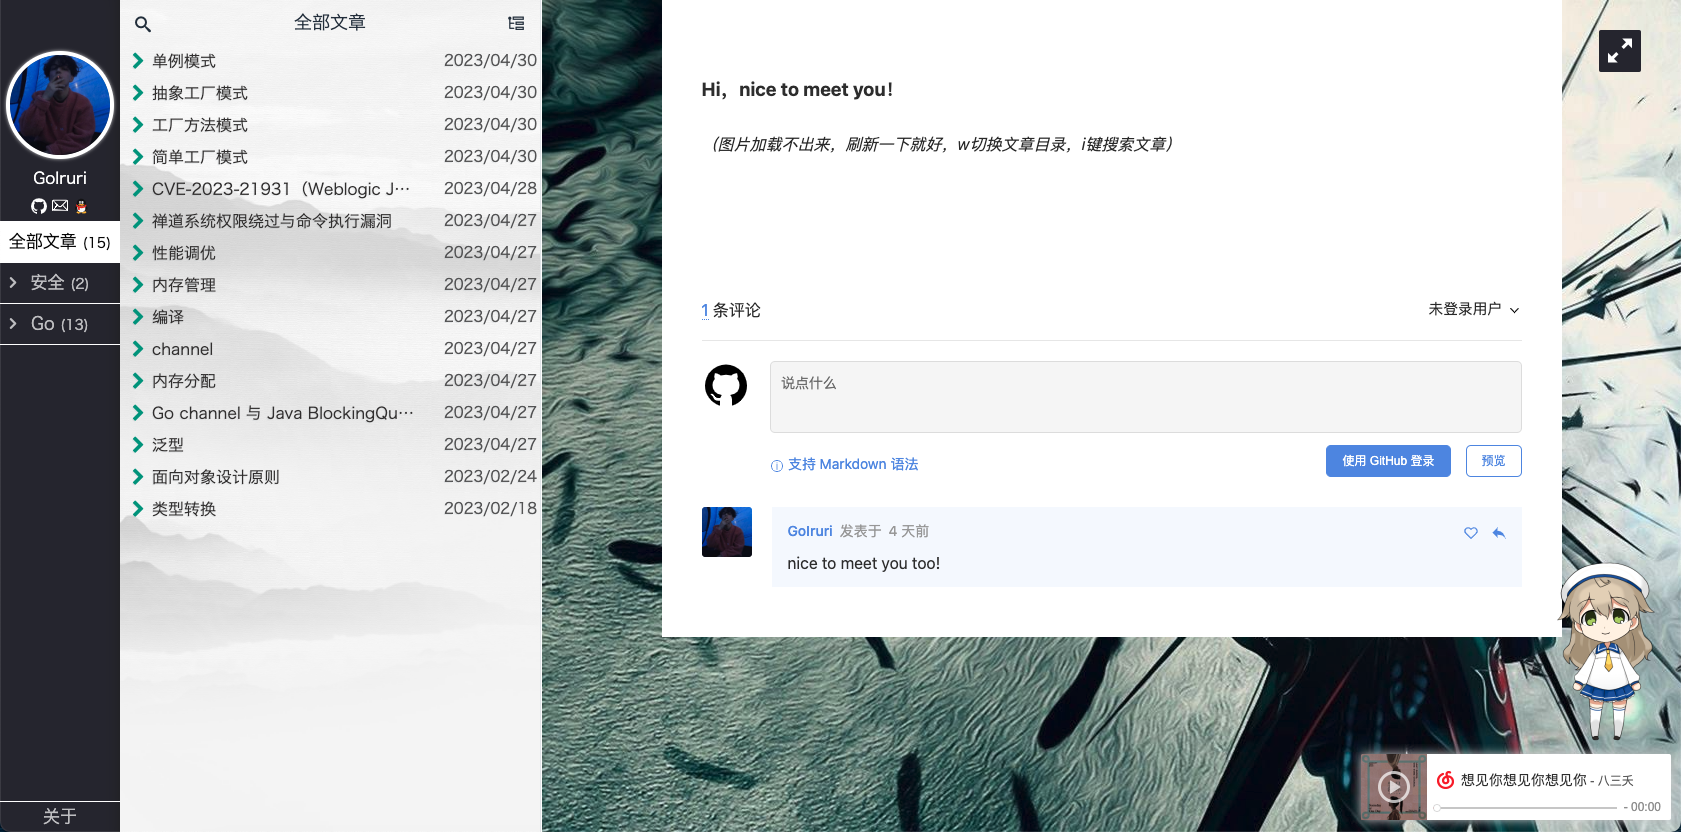 Golruri
全部文章 (15)
安全 (2)
Go (13)
关于
全部文章
单例模式 2023/04/30
抽象工厂模式 2023/04/30
工厂方法模式 2023/04/30
简单工厂模式 2023/04/30
CVE-2023-21931（Weblogic J··· 2023/04/28
禅道系统权限绕过与命令执行漏洞 2023/04/27
性能调优 2023/04/27
内存管理 2023/04/27
编译 2023/04/27
channel 2023/04/27
内存分配 2023/04/27
Go channel 与 Java BlockingQu··· 2023/04/27
泛型 2023/04/27
面向对象设计原则 2023/02/24
类型转换 2023/02/18
Hi，nice to meet you！
（图片加载不出来，刷新一下就好，w切换文章目录，i键搜索文章）
1 条评论 未登录用户
说点什么
支持 Markdown 语法 使用 GitHub 登录 预览
Golruri 发表于 4 天前
nice to meet you too!
想见你想见你想见你 - 八三夭
- 00:00